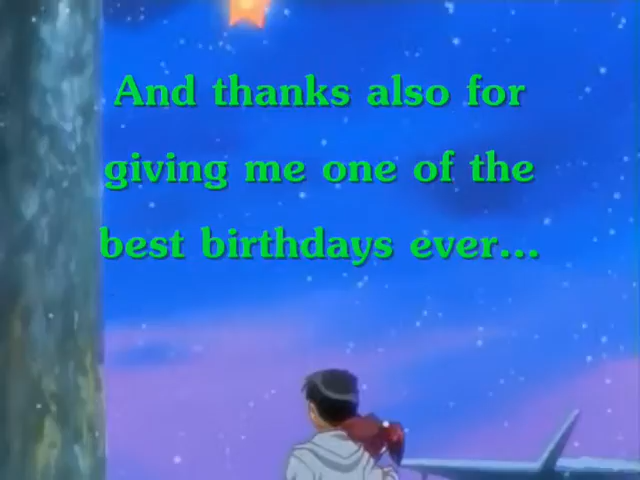 And thanks also for
giving me one of the
best birthdays ever...